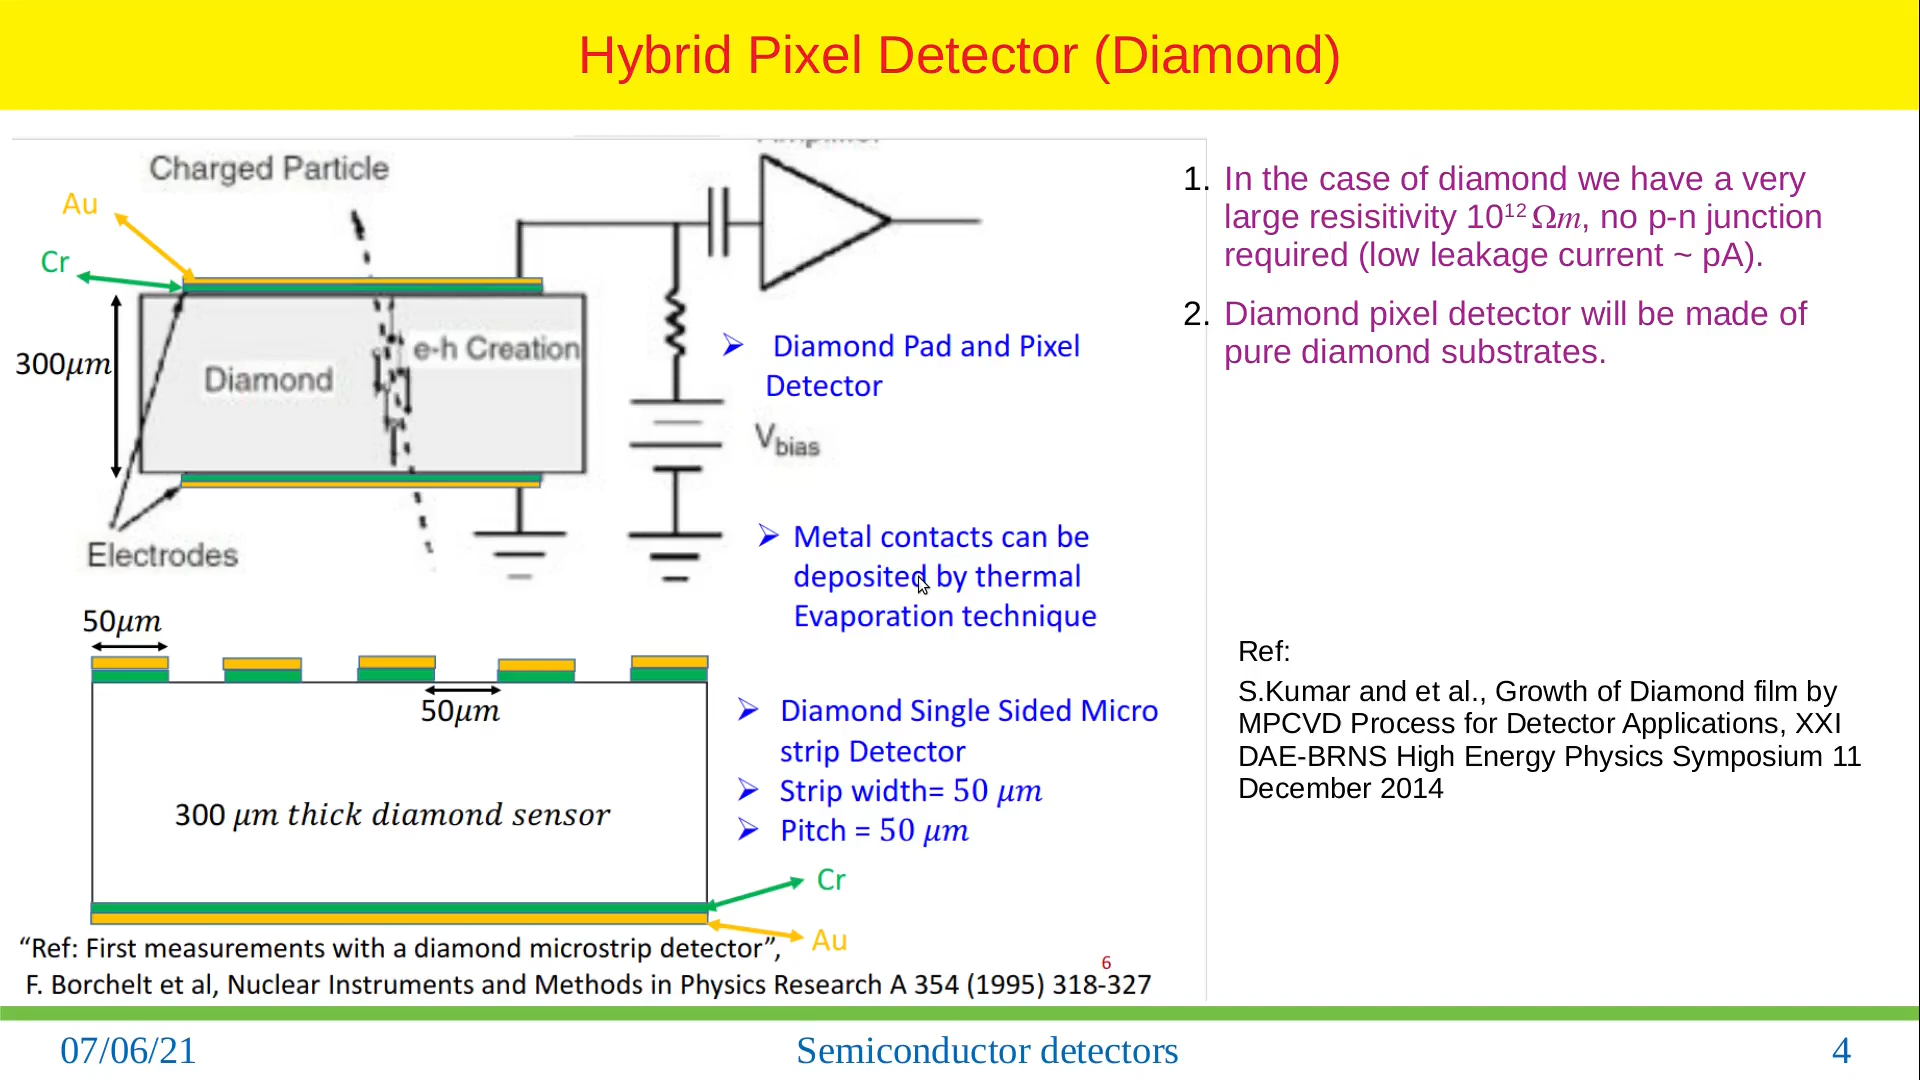 Hybrid Pixel Detector (Diamond)
Charged Particle
Au
Cr
300𝜇𝑚
Diamond
e-h Creation
Electrodes
V_bias
➢ Diamond Pad and Pixel
Detector
➢ Metal contacts can be
deposited by thermal
Evaporation technique
50𝜇𝑚
50𝜇𝑚
300 𝜇𝑚 𝑡ℎ𝑖𝑐𝑘 𝑑𝑖𝑎𝑚𝑜𝑛𝑑 𝑠𝑒𝑛𝑠𝑜𝑟
➢ Diamond Single Sided Micro
strip Detector
➢ Strip width= 50 𝜇𝑚
➢ Pitch = 50 𝜇𝑚
Cr
Au
“Ref: First measurements with a diamond microstrip detector”,
6
F. Borchelt et al, Nuclear Instruments and Methods in Physics Research A 354 (1995) 318-327
1. In the case of diamond we have a very
large resisitivity 10¹² Ω𝑚, no p-n junction
required (low leakage current ~ pA).
2. Diamond pixel detector will be made of
pure diamond substrates.
Ref:
S.Kumar and et al., Growth of Diamond film by
MPCVD Process for Detector Applications, XXI
DAE-BRNS High Energy Physics Symposium 11
December 2014
07/06/21
Semiconductor detectors
4